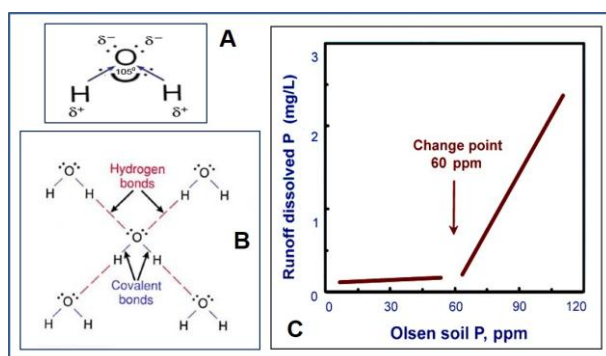 A
δ– δ–
O
105°
H H
δ+ δ+
B
Hydrogen
bonds
O O
H H H H
O
H H
Covalent
bonds
O O
H H H H
C
Runoff dissolved P (mg/L)
3
2
1
0
Change point
60 ppm
0 30 60 90 120
Olsen soil P, ppm